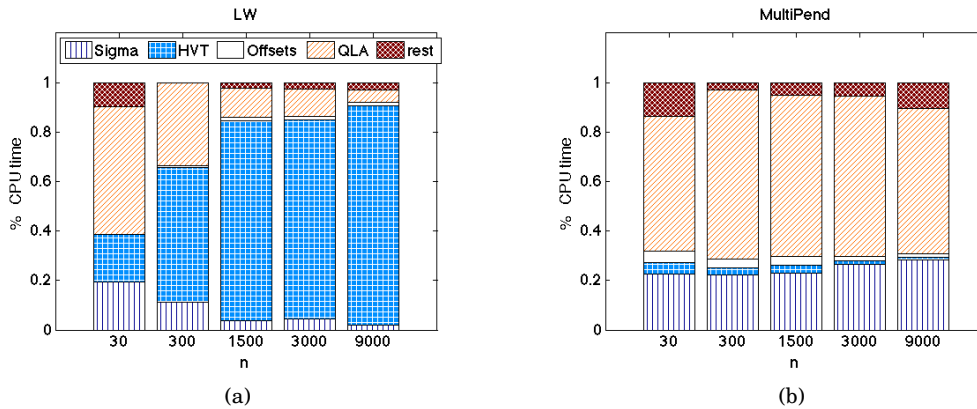 LW
Sigma HVT Offsets QLA rest
1
0.8
0.6
0.4
0.2
0
% CPU time
30 300 1500 3000 9000
n
(a)
MultiPend
1
0.8
0.6
0.4
0.2
0
% CPU time
30 300 1500 3000 9000
n
(b)